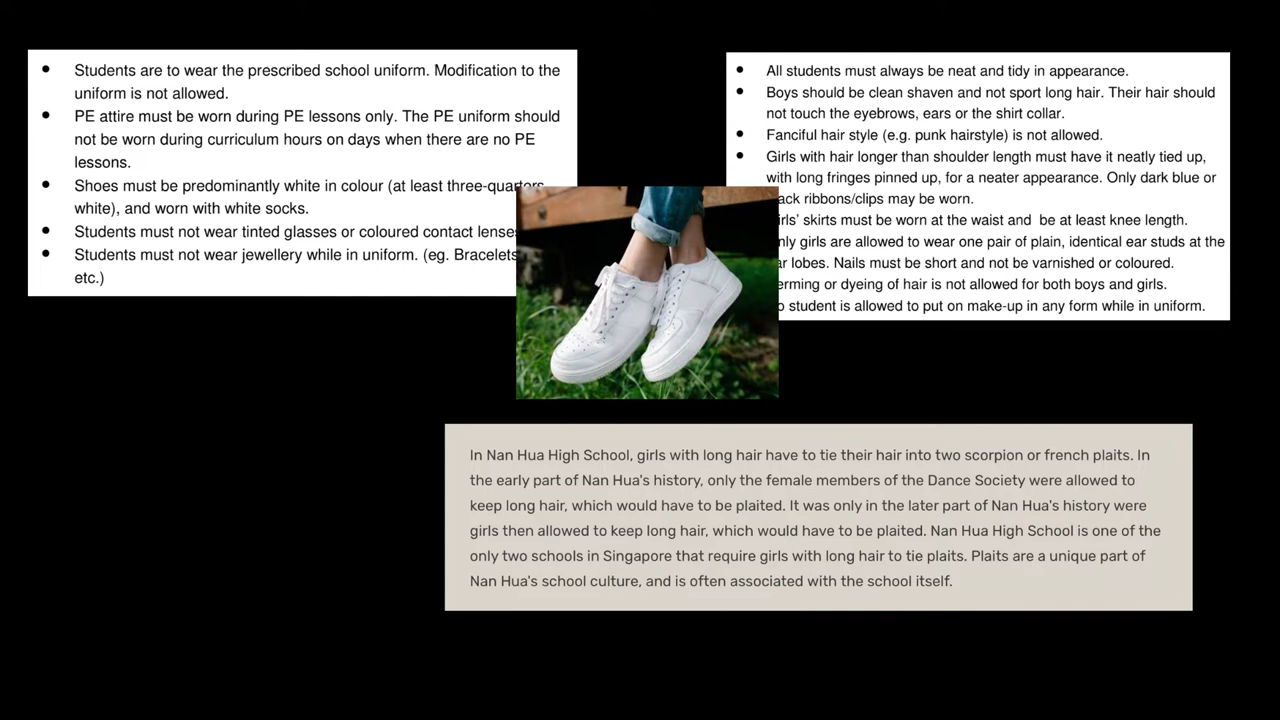 Students are to wear the prescribed school uniform. Modification to the
uniform is not allowed.
PE attire must be worn during PE lessons only. The PE uniform should
not be worn during curriculum hours on days when there are no PE
lessons.
Shoes must be predominantly white in colour (at least three-quarters
white), and worn with white socks.
Students must not wear tinted glasses or coloured contact lenses
Students must not wear jewellery while in uniform. (eg. Bracelets
etc.)
All students must always be neat and tidy in appearance.
Boys should be clean shaven and not sport long hair. Their hair should
not touch the eyebrows, ears or the shirt collar.
Fanciful hair style (e.g. punk hairstyle) is not allowed.
Girls with hair longer than shoulder length must have it neatly tied up,
with long fringes pinned up, for a neater appearance. Only dark blue or
ribbons/clips may be worn.
skirts must be worn at the waist and be at least knee length.
girls are allowed to wear one pair of plain, identical ear studs at the
lobes. Nails must be short and not be varnished or coloured.
or dyeing of hair is not allowed for both boys and girls.
student is allowed to put on make-up in any form while in uniform.
In Nan Hua High School, girls with long hair have to tie their hair into two scorpion or french plaits. In
the early part of Nan Hua's history, only the female members of the Dance Society were allowed to
keep long hair, which would have to be plaited. It was only in the later part of Nan Hua's history were
girls then allowed to keep long hair, which would have to be plaited. Nan Hua High School is one of the
only two schools in Singapore that require girls with long hair to tie plaits. Plaits are a unique part of
Nan Hua's school culture, and is often associated with the school itself.